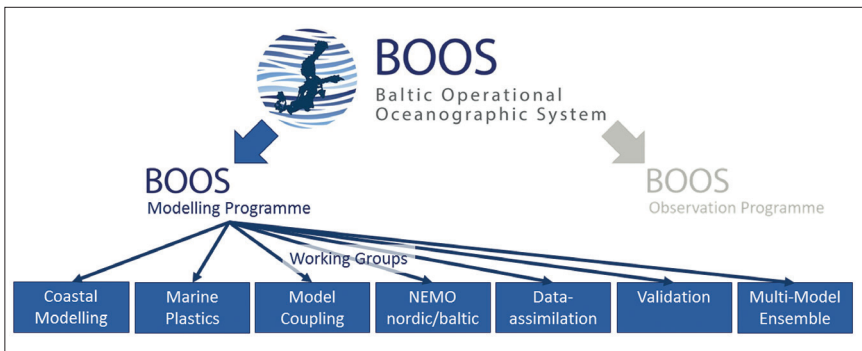 BOOS
Baltic Operational
Oceanographic System
BOOS
Modelling Programme
BOOS
Observation Programme
Working Groups
Coastal
Modelling
Marine
Plastics
Model
Coupling
NEMO
nordic/baltic
Data-
assimilation
Validation
Multi-Model
Ensemble